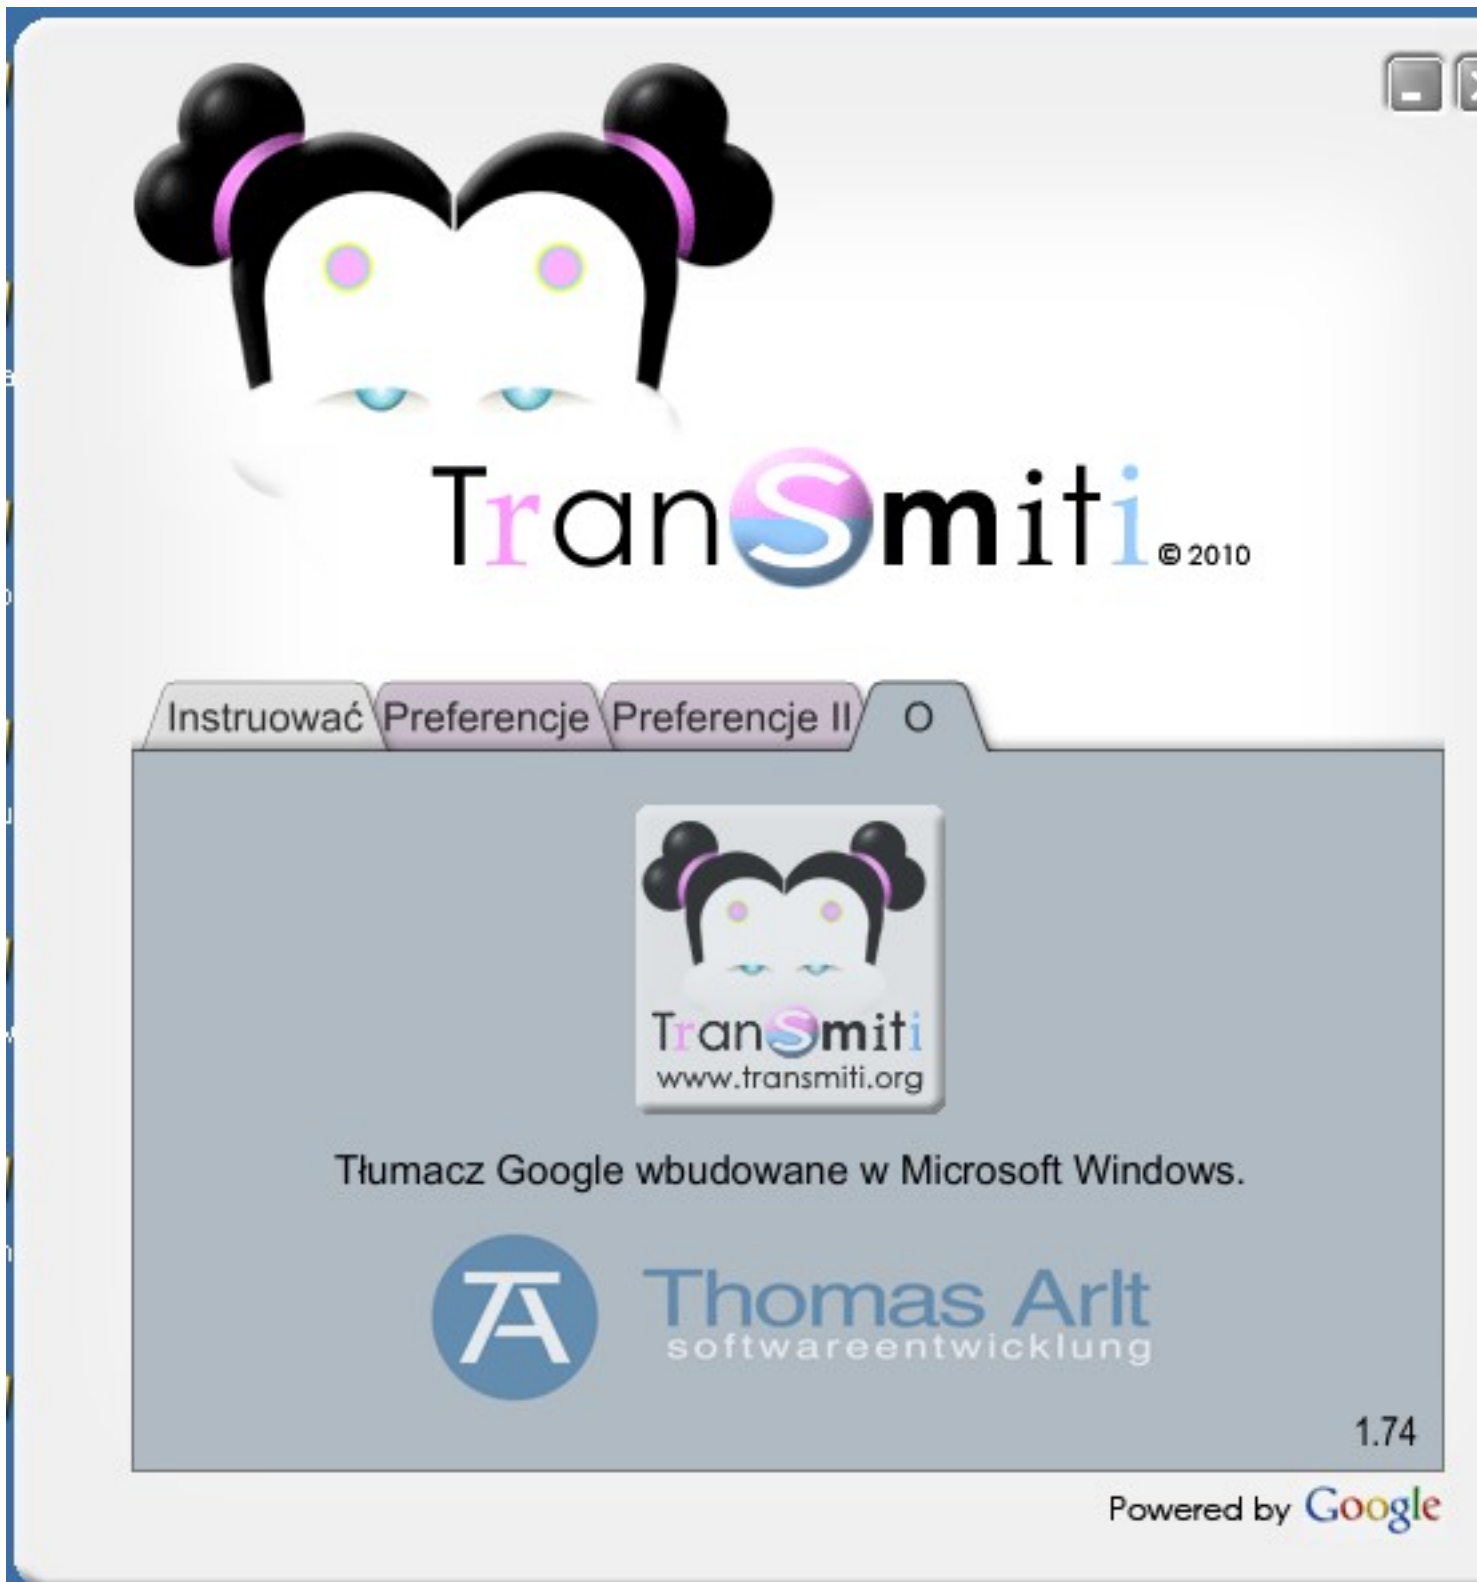 TranSmiti © 2010
Instruować Preferencje Preferencje II O
TranSmiti
www.transmiti.org
Tłumacz Google wbudowane w Microsoft Windows.
TA Thomas Arlt
softwareentwicklung
1.74
Powered by Google